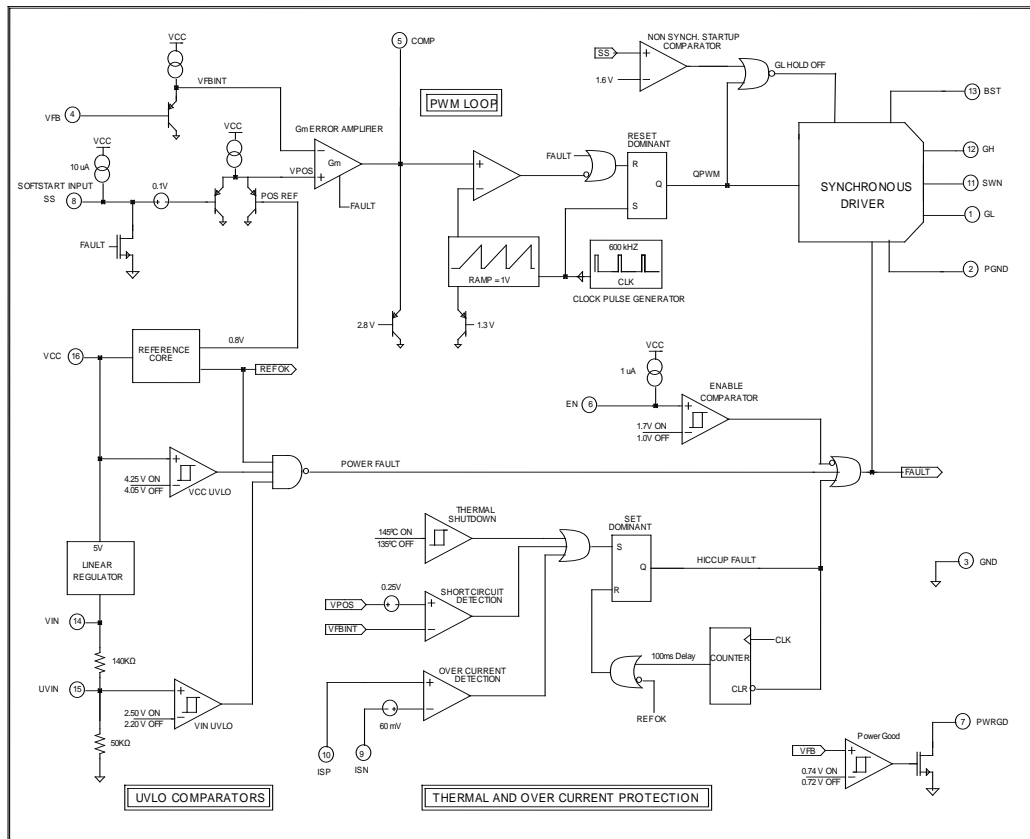 VCC
5 COMP
NON SYNCH. STARTUP
COMPARATOR
SS
+
1.6 V
−
GL HOLD OFF
VFBINT
13 BST
PWM LOOP
4
VFB
Gm ERROR AMPLIFIER
VCC
RESET
DOMINANT
12 GH
VCC
−
Gm
FAULT
R
10 uA
VPOS
+
+
−
Q
QPWM
SYNCHRONOUS
DRIVER
11 SWN
SOFTSTART INPUT
SS 8
0.1V
+ -
POS REF
FAULT
S
1 GL
FAULT
600 kHZ
CLK
RAMP = 1V
CLOCK PULSE GENERATOR
2 PGND
2.8 V
1.3 V
0.8V
VCC 16
REFERENCE
CORE
REFOK
VCC
1 uA
ENABLE
COMPARATOR
EN 6
+
1.7V ON
1.0V OFF
−
POWER FAULT
FAULT
+
4.25 V ON
4.05 V OFF
−
VCC UVLO
THERMAL
SHUTDOWN
145ºC ON
135ºC OFF
SET
DOMINANT
S
Q
R
HICCUP FAULT
5V
LINEAR
REGULATOR
0.25V
+ -
VPOS
+
SHORT CIRCUIT
DETECTION
VFBINT
−
3 GND
VIN 14
140KΩ
CLK
100ms Delay
COUNTER
CLR
UVIN 15
+
2.50 V ON
2.20 V OFF
−
VIN UVLO
OVER CURRENT
DETECTION
+
−
- +
60 mV
REFOK
50KΩ
10
ISP
9
ISN
7 PWRGD
Power Good
VFB
+
0.74 V ON
0.72 V OFF
−
UVLO COMPARATORS
THERMAL AND OVER CURRENT PROTECTION